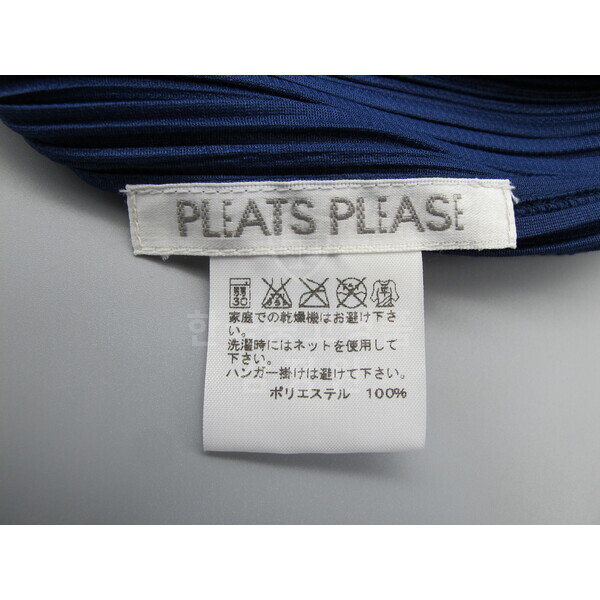 PLEATS PLEASE
家庭での乾燥機はお避け下さ
い。
洗濯時にはネットを使用して
下さい。
ハンガー掛けは避けて下さい。
ポリエステル 100%